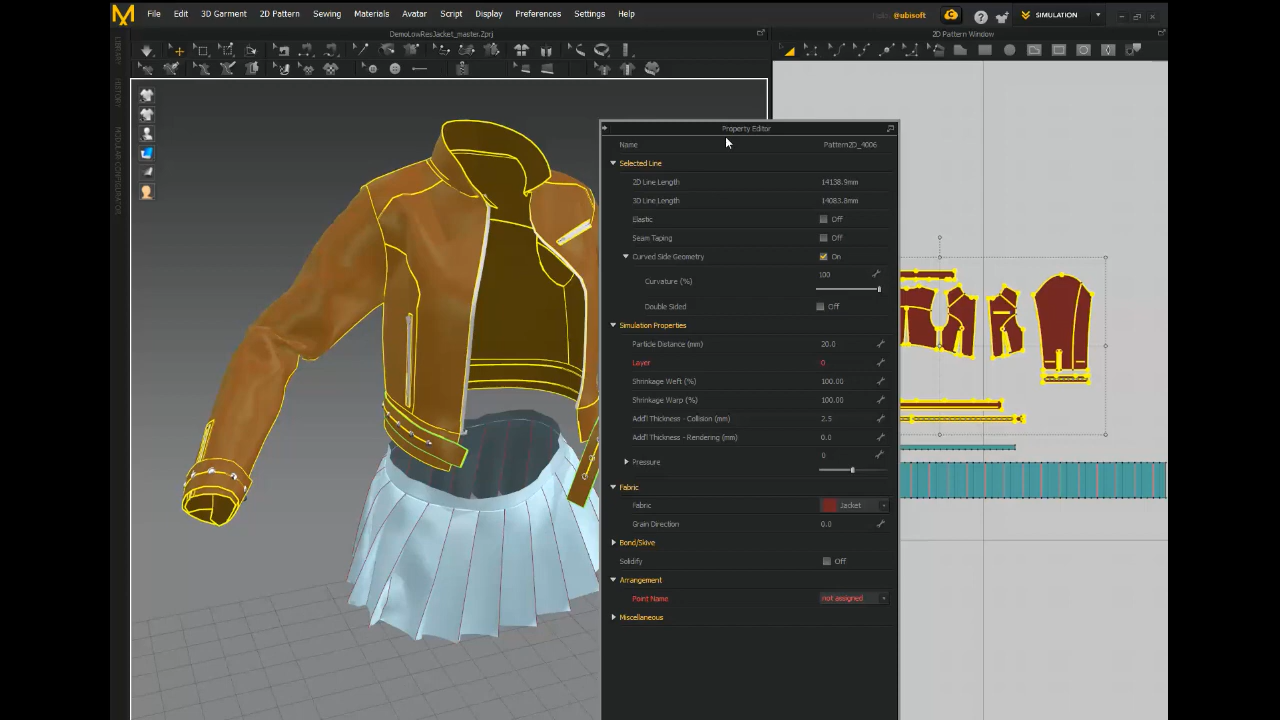 File Edit 3D Garment 2D Pattern Sewing Materials Avatar Script Display Preferences Settings Help
@ubisoft
SIMULATION
DemoLowResJacket_master.Zprj
2D Pattern Window
LIBRARY
HISTORY
MODULAR CONFIGURATOR
Property Editor
Name Pattern2D_4006
Selected Line
2D Line Length 14138.9mm
3D Line Length 14083.8mm
Elastic Off
Seam Taping Off
Curved Side Geometry On
Curvature (%) 100
Double Sided Off
Simulation Properties
Particle Distance (mm) 20.0
Layer 0
Shrinkage Weft (%) 100.00
Shrinkage Warp (%) 100.00
Add'l Thickness - Collision (mm) 2.5
Add'l Thickness - Rendering (mm) 0.0
Pressure 0
Fabric
Fabric Jacket
Grain Direction 0.0
Bond/Skive
Solidify Off
Arrangement
Point Name not assigned
Miscellaneous